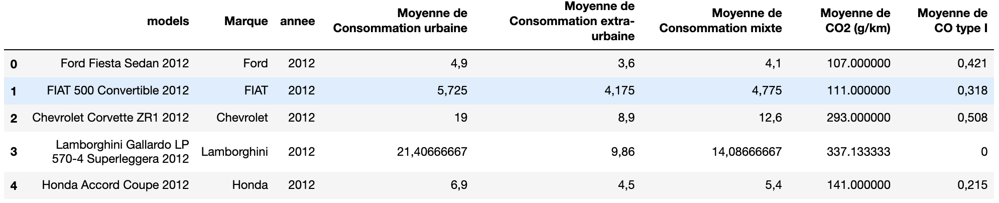 models Marque annee Moyenne de Consommation urbaine Moyenne de Consommation extra-urbaine Moyenne de Consommation mixte Moyenne de CO2 (g/km) Moyenne de CO type I
0 Ford Fiesta Sedan 2012 Ford 2012 4,9 3,6 4,1 107.000000 0,421
1 FIAT 500 Convertible 2012 FIAT 2012 5,725 4,175 4,775 111.000000 0,318
2 Chevrolet Corvette ZR1 2012 Chevrolet 2012 19 8,9 12,6 293.000000 0,508
3 Lamborghini Gallardo LP 570-4 Superleggera 2012 Lamborghini 2012 21,40666667 9,86 14,08666667 337.133333 0
4 Honda Accord Coupe 2012 Honda 2012 6,9 4,5 5,4 141.000000 0,215